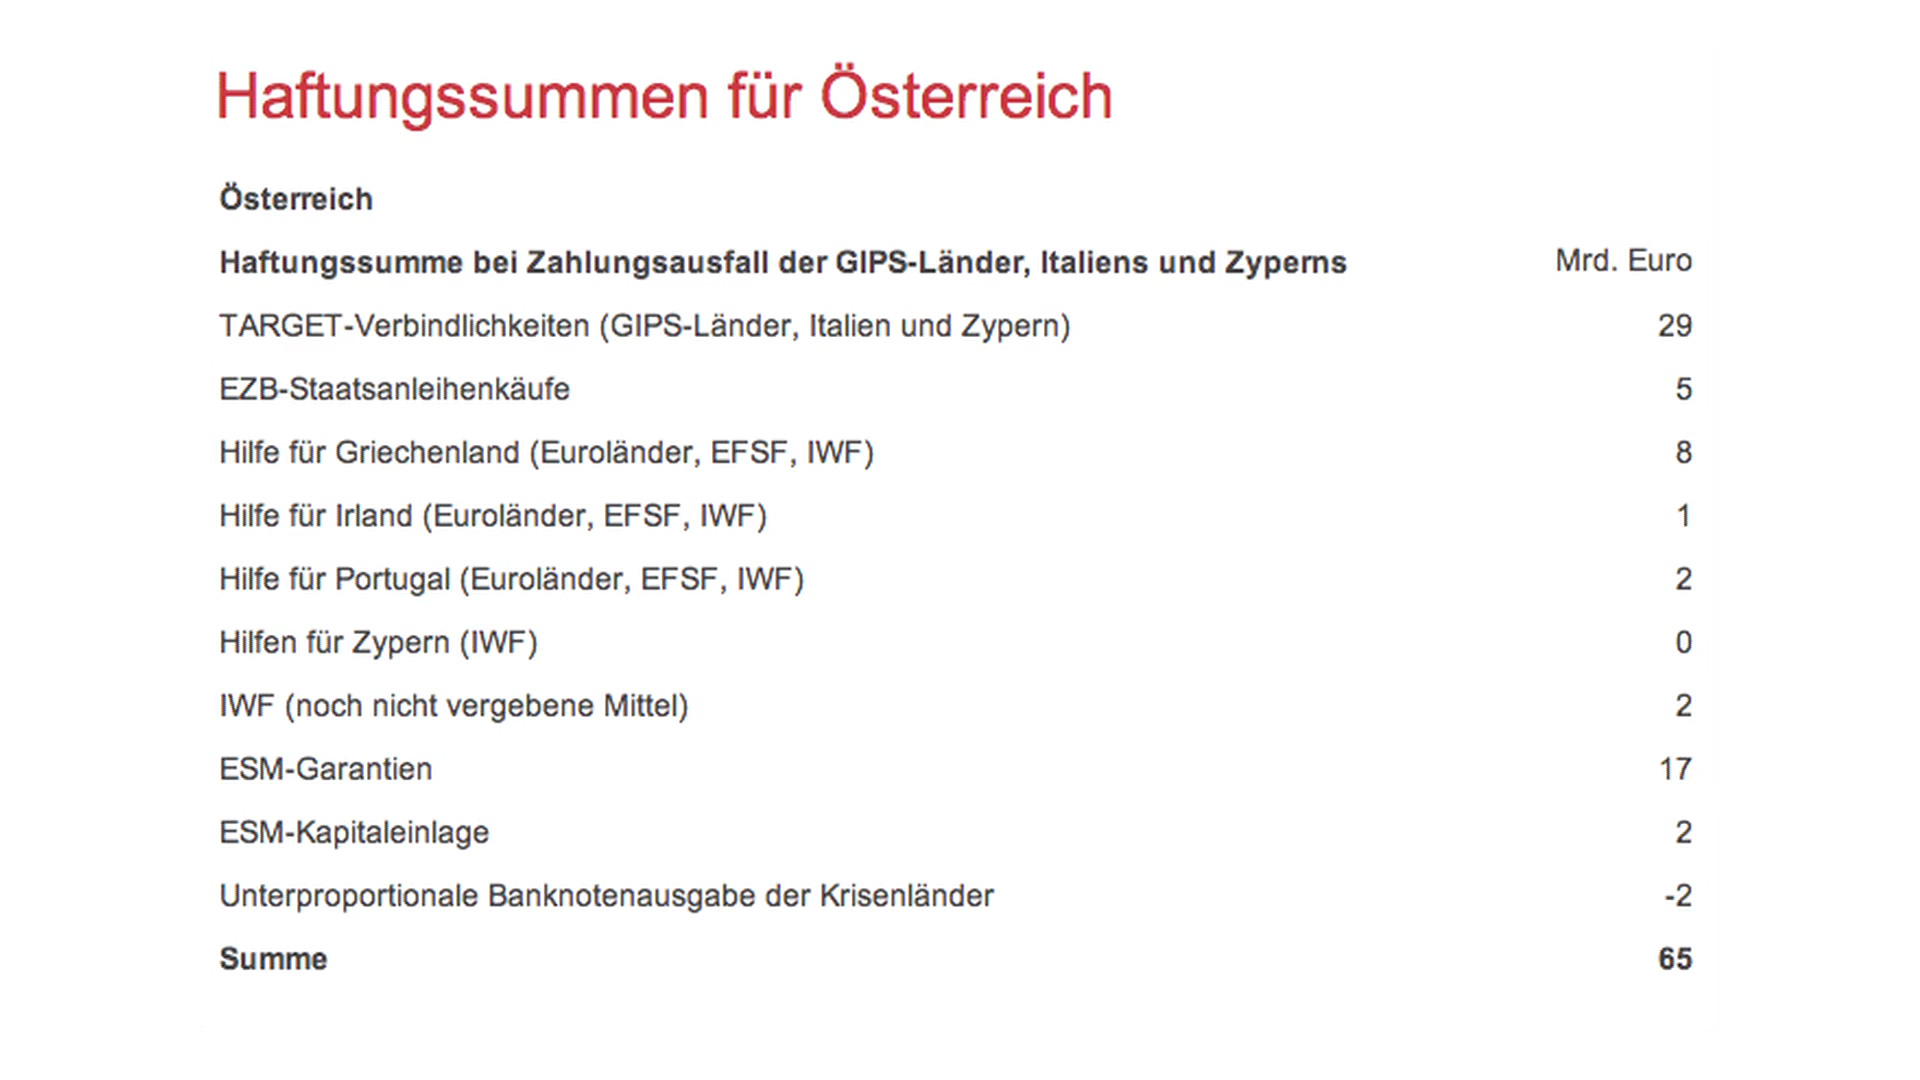 Haftungssummen für Österreich
Österreich
Haftungssumme bei Zahlungsausfall der GIPS-Länder, Italiens und Zyperns Mrd. Euro
TARGET-Verbindlichkeiten (GIPS-Länder, Italien und Zypern) 29
EZB-Staatsanleihenkäufe 5
Hilfe für Griechenland (Euroländer, EFSF, IWF) 8
Hilfe für Irland (Euroländer, EFSF, IWF) 1
Hilfe für Portugal (Euroländer, EFSF, IWF) 2
Hilfen für Zypern (IWF) 0
IWF (noch nicht vergebene Mittel) 2
ESM-Garantien 17
ESM-Kapitaleinlage 2
Unterproportionale Banknotenausgabe der Krisenländer -2
Summe 65